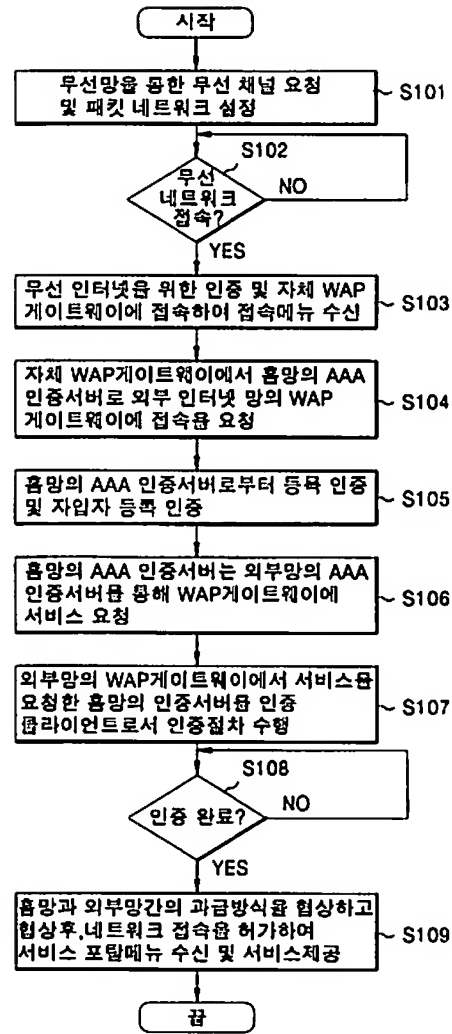 시작
무선망을 통한 무선 채널 요청
및 패킷 네트워크 설정
S101
S102
무선
네트워크
접속?
NO
YES
무선 인터넷을 위한 인증 및 자체 WAP
게이트웨이에 접속하여 접속메뉴 수신
S103
자체 WAP게이트웨이에서 홈망의 AAA
인증서버로 외부 인터넷 망의 WAP
게이트웨이에 접속을 요청
S104
홈망의 AAA 인증서버로부터 등록 인증
및 자입자 등록 인증
S105
홈망의 AAA 인증서버는 외부망의 AAA
인증서버를 통해 WAP게이트웨이에
서비스 요청
S106
외부망의 WAP게이트웨이에서 서비스를
요청한 홈망의 인증서버를 인증
클라이언트로서 인증절차 수행
S107
S108
인증 완료?
NO
YES
홈망과 외부망간의 과금방식을 협상하고
협상후,네트워크 접속을 허가하여
서비스 포탈메뉴 수신 및 서비스제공
S109
끝